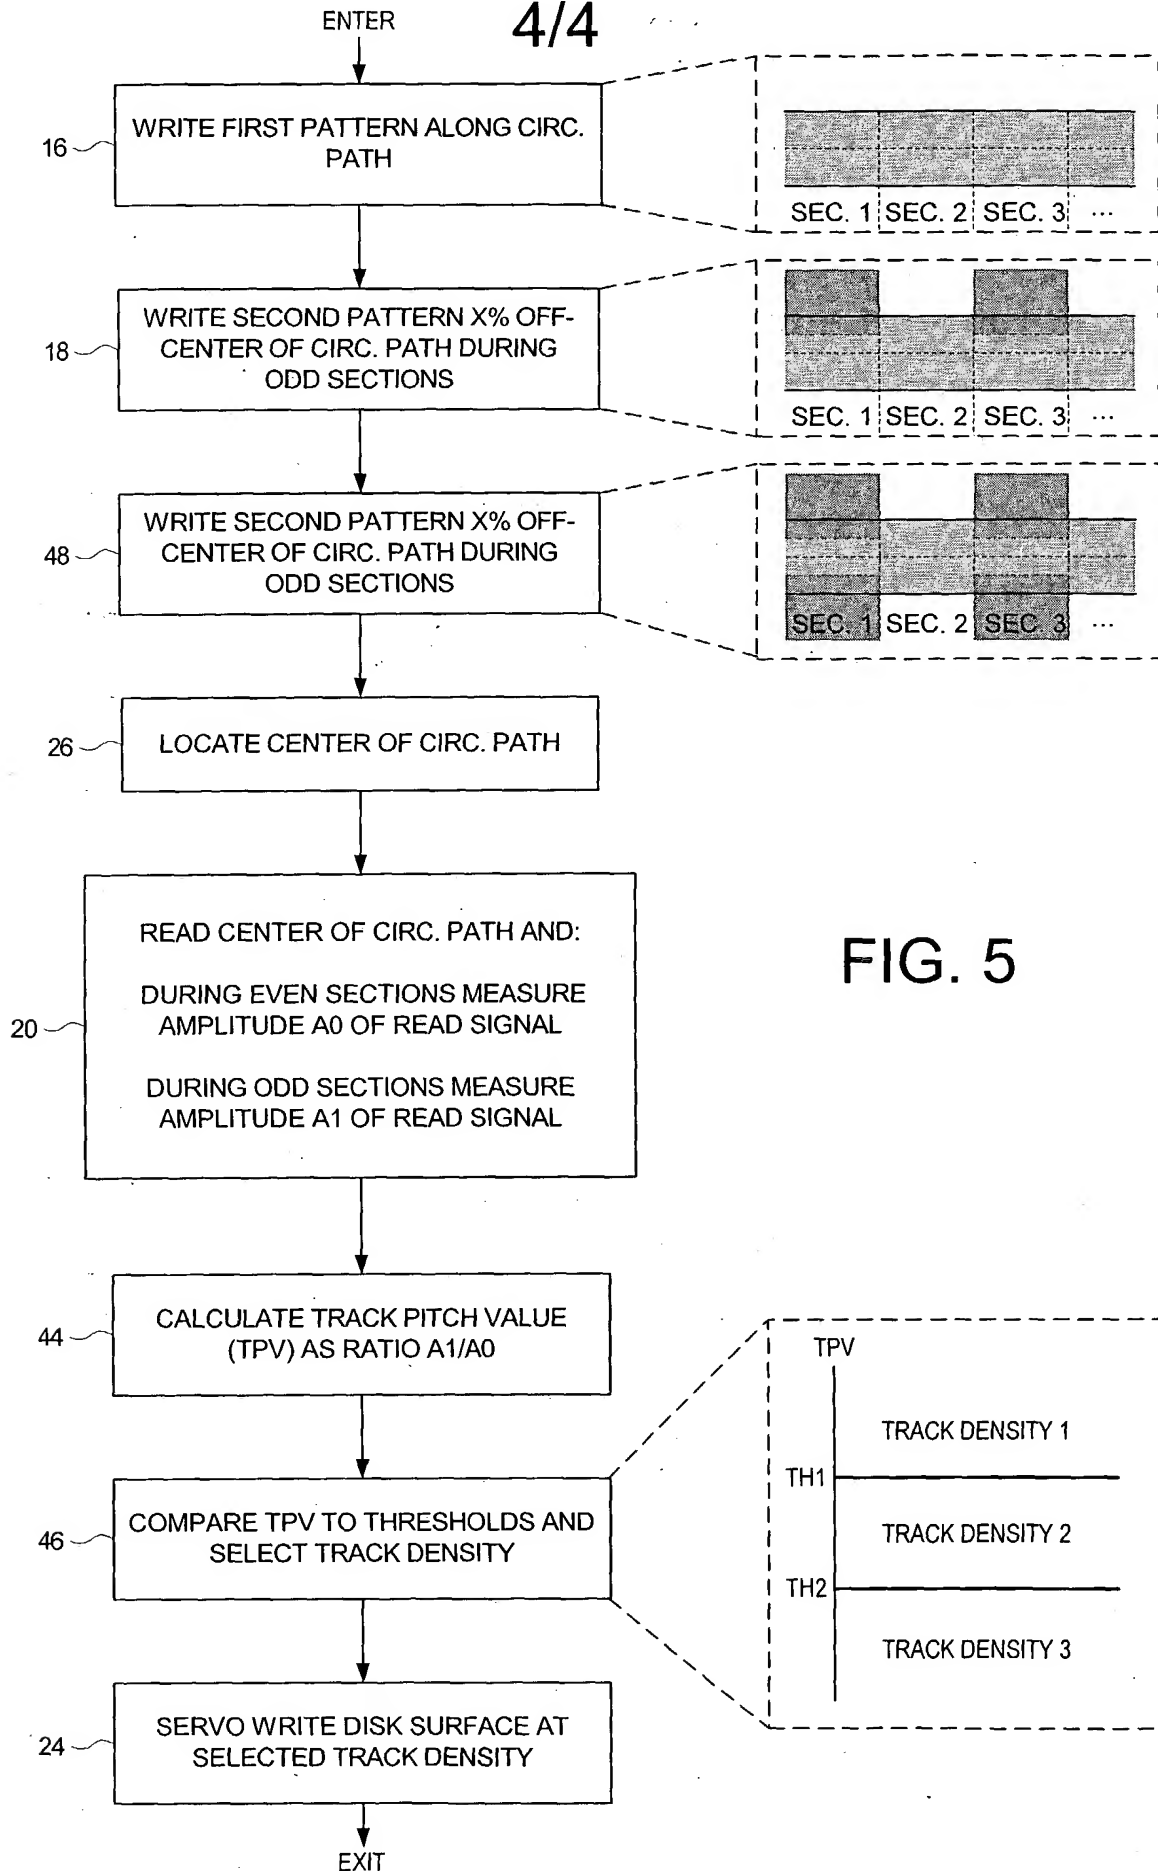 4/4
ENTER
16
WRITE FIRST PATTERN ALONG CIRC.
PATH
SEC. 1 SEC. 2 SEC. 3 ...
18
WRITE SECOND PATTERN X% OFF-
CENTER OF CIRC. PATH DURING
ODD SECTIONS
SEC. 1 SEC. 2 SEC. 3 ...
48
WRITE SECOND PATTERN X% OFF-
CENTER OF CIRC. PATH DURING
ODD SECTIONS
SEC. 1 SEC. 2 SEC. 3 ...
26
LOCATE CENTER OF CIRC. PATH
20
READ CENTER OF CIRC. PATH AND:
DURING EVEN SECTIONS MEASURE
AMPLITUDE A0 OF READ SIGNAL
DURING ODD SECTIONS MEASURE
AMPLITUDE A1 OF READ SIGNAL
FIG. 5
44
CALCULATE TRACK PITCH VALUE
(TPV) AS RATIO A1/A0
46
COMPARE TPV TO THRESHOLDS AND
SELECT TRACK DENSITY
TPV
TRACK DENSITY 1
TH1
TRACK DENSITY 2
TH2
TRACK DENSITY 3
24
SERVO WRITE DISK SURFACE AT
SELECTED TRACK DENSITY
EXIT